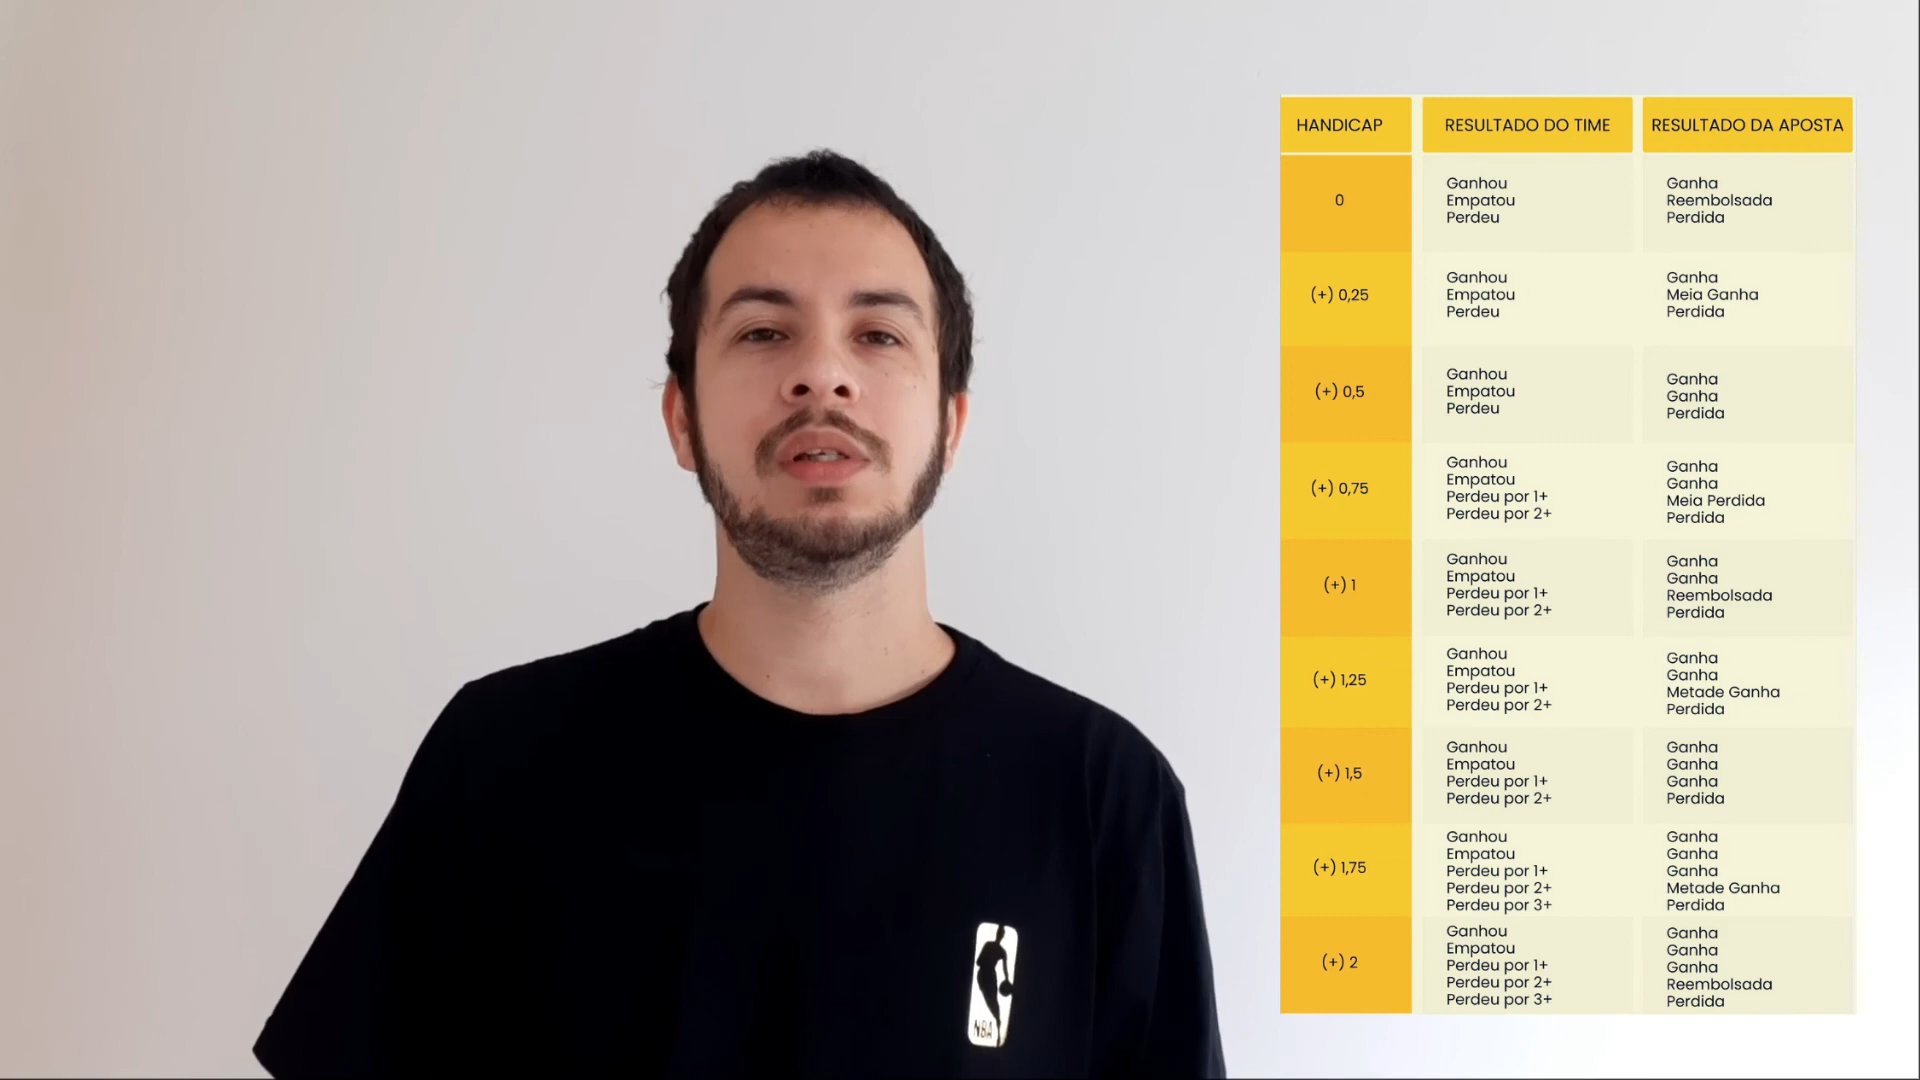 HANDICAP RESULTADO DO TIME RESULTADO DA APOSTA
0
Ganhou
Empatou
Perdeu
Ganha
Reembolsada
Perdida
(+) 0,25
Ganhou
Empatou
Perdeu
Ganha
Meia Ganha
Perdida
(+) 0,5
Ganhou
Empatou
Perdeu
Ganha
Ganha
Perdida
(+) 0,75
Ganhou
Empatou
Perdeu por 1+
Perdeu por 2+
Ganha
Ganha
Meia Perdida
Perdida
(+) 1
Ganhou
Empatou
Perdeu por 1+
Perdeu por 2+
Ganha
Ganha
Reembolsada
Perdida
(+) 1,25
Ganhou
Empatou
Perdeu por 1+
Perdeu por 2+
Ganha
Ganha
Metade Ganha
Perdida
(+) 1,5
Ganhou
Empatou
Perdeu por 1+
Perdeu por 2+
Ganha
Ganha
Ganha
Perdida
(+) 1,75
Ganhou
Empatou
Perdeu por 1+
Perdeu por 2+
Perdeu por 3+
Ganha
Ganha
Ganha
Metade Ganha
Perdida
(+) 2
Ganhou
Empatou
Perdeu por 1+
Perdeu por 2+
Perdeu por 3+
Ganha
Ganha
Ganha
Reembolsada
Perdida
NBA